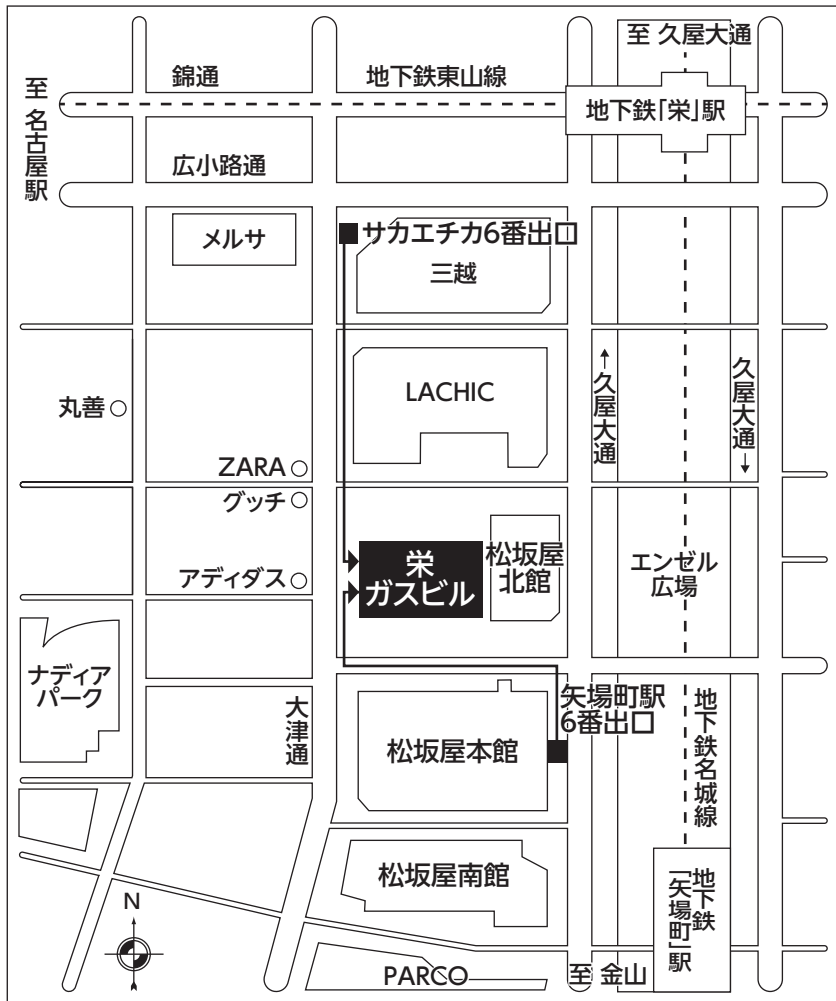 至 久屋大通
錦通
地下鉄東山線
至 名古屋駅
地下鉄「栄」駅
広小路通
メルサ
サカエチカ6番出口
三越
LACHIC
↑久屋大通
久屋大通↓
丸善
ZARA
グッチ
アディダス
栄
ガスビル
松坂屋
北館
エンゼル
広場
ナディア
パーク
大津通
矢場町駅
6番出口
松坂屋本館
地下鉄名城線
松坂屋南館
地下鉄
「矢場町」駅
N
PARCO
至 金山